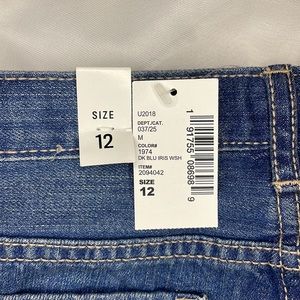 SIZE
12
U2018
DEPT./CAT.
037/25
M
COLOR#
1974
DK BLU IRIS WSH
ITEM#
2094042
SIZE
12
1 91755 08698 9